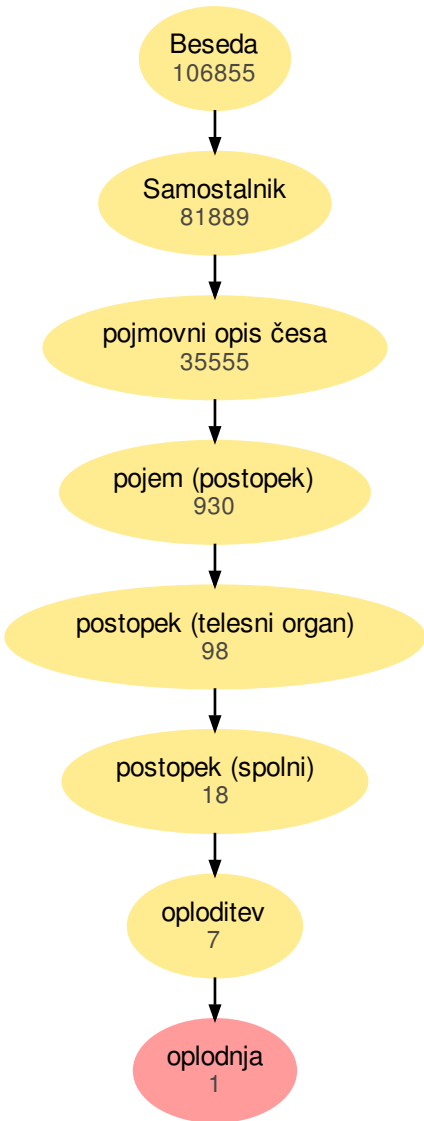 Beseda
106855
Samostalnik
81889
pojmovni opis česa
35555
pojem (postopek)
930
postopek (telesni organ)
98
postopek (spolni)
18
oploditev
7
oplodnja
1